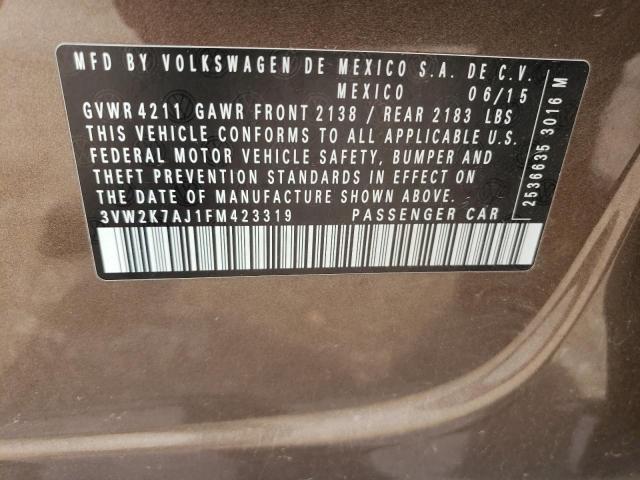 MFD BY VOLKSWAGEN DE MEXICO S.A. DE C.V.
MEXICO 06/15
GVWR 4211 GAWR FRONT 2138 / REAR 2183 LBS
THIS VEHICLE CONFORMS TO ALL APPLICABLE U.S.
FEDERAL MOTOR VEHICLE SAFETY, BUMPER AND
THEFT PREVENTION STANDARDS IN EFFECT ON
THE DATE OF MANUFACTURE SHOWN ABOVE.
3VW2K7AJ1FM423319 PASSENGER CAR
2536635 3016 M